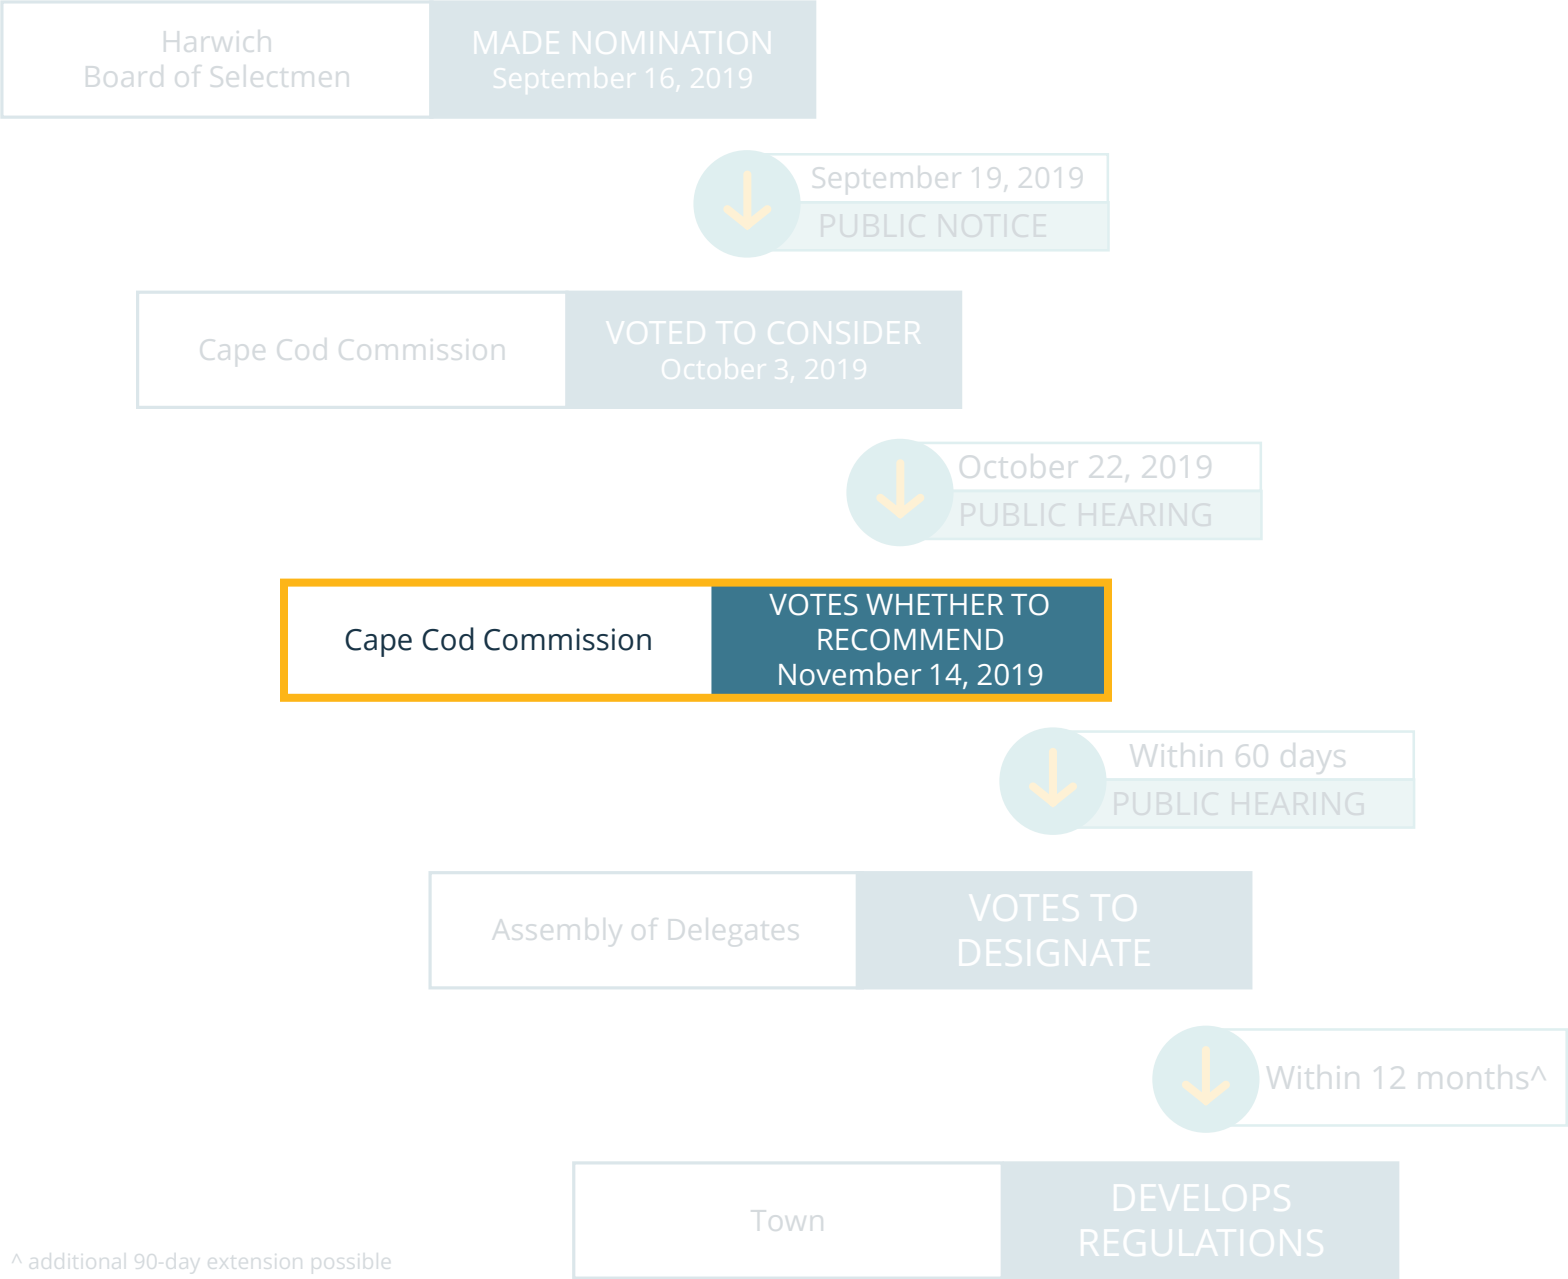 Harwich
Board of Selectmen
MADE NOMINATION
September 16, 2019
September 19, 2019
PUBLIC NOTICE
Cape Cod Commission
VOTED TO CONSIDER
October 3, 2019
October 22, 2019
PUBLIC HEARING
Cape Cod Commission
VOTES WHETHER TO
RECOMMEND
November 14, 2019
Within 60 days
PUBLIC HEARING
Assembly of Delegates
VOTES TO
DESIGNATE
Within 12 months^
Town
DEVELOPS
REGULATIONS
^ additional 90-day extension possible